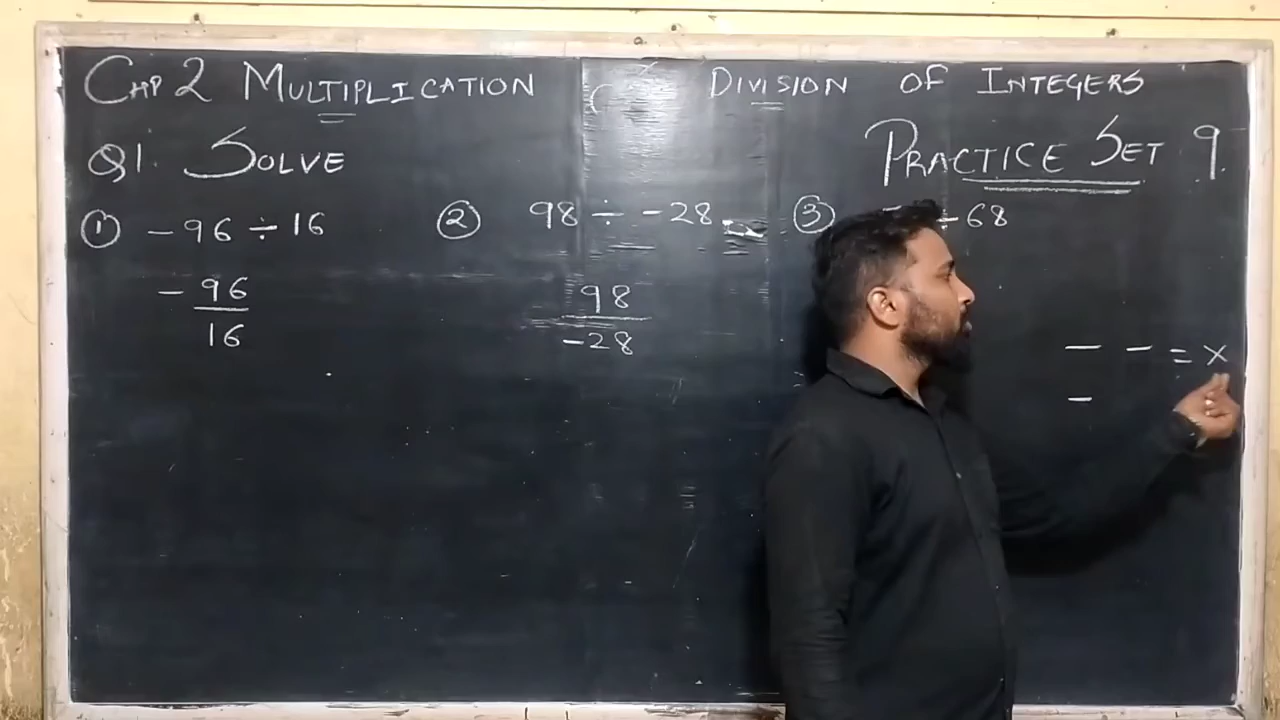 CHP 2 MULTIPLICATION DIVISION OF INTEGERS
Q1. SOLVE PRACTICE SET 9
① -96 ÷ 16 ② 98 ÷ -28 ③ ÷ 68
-96
16
98
-28
— - = ×
-